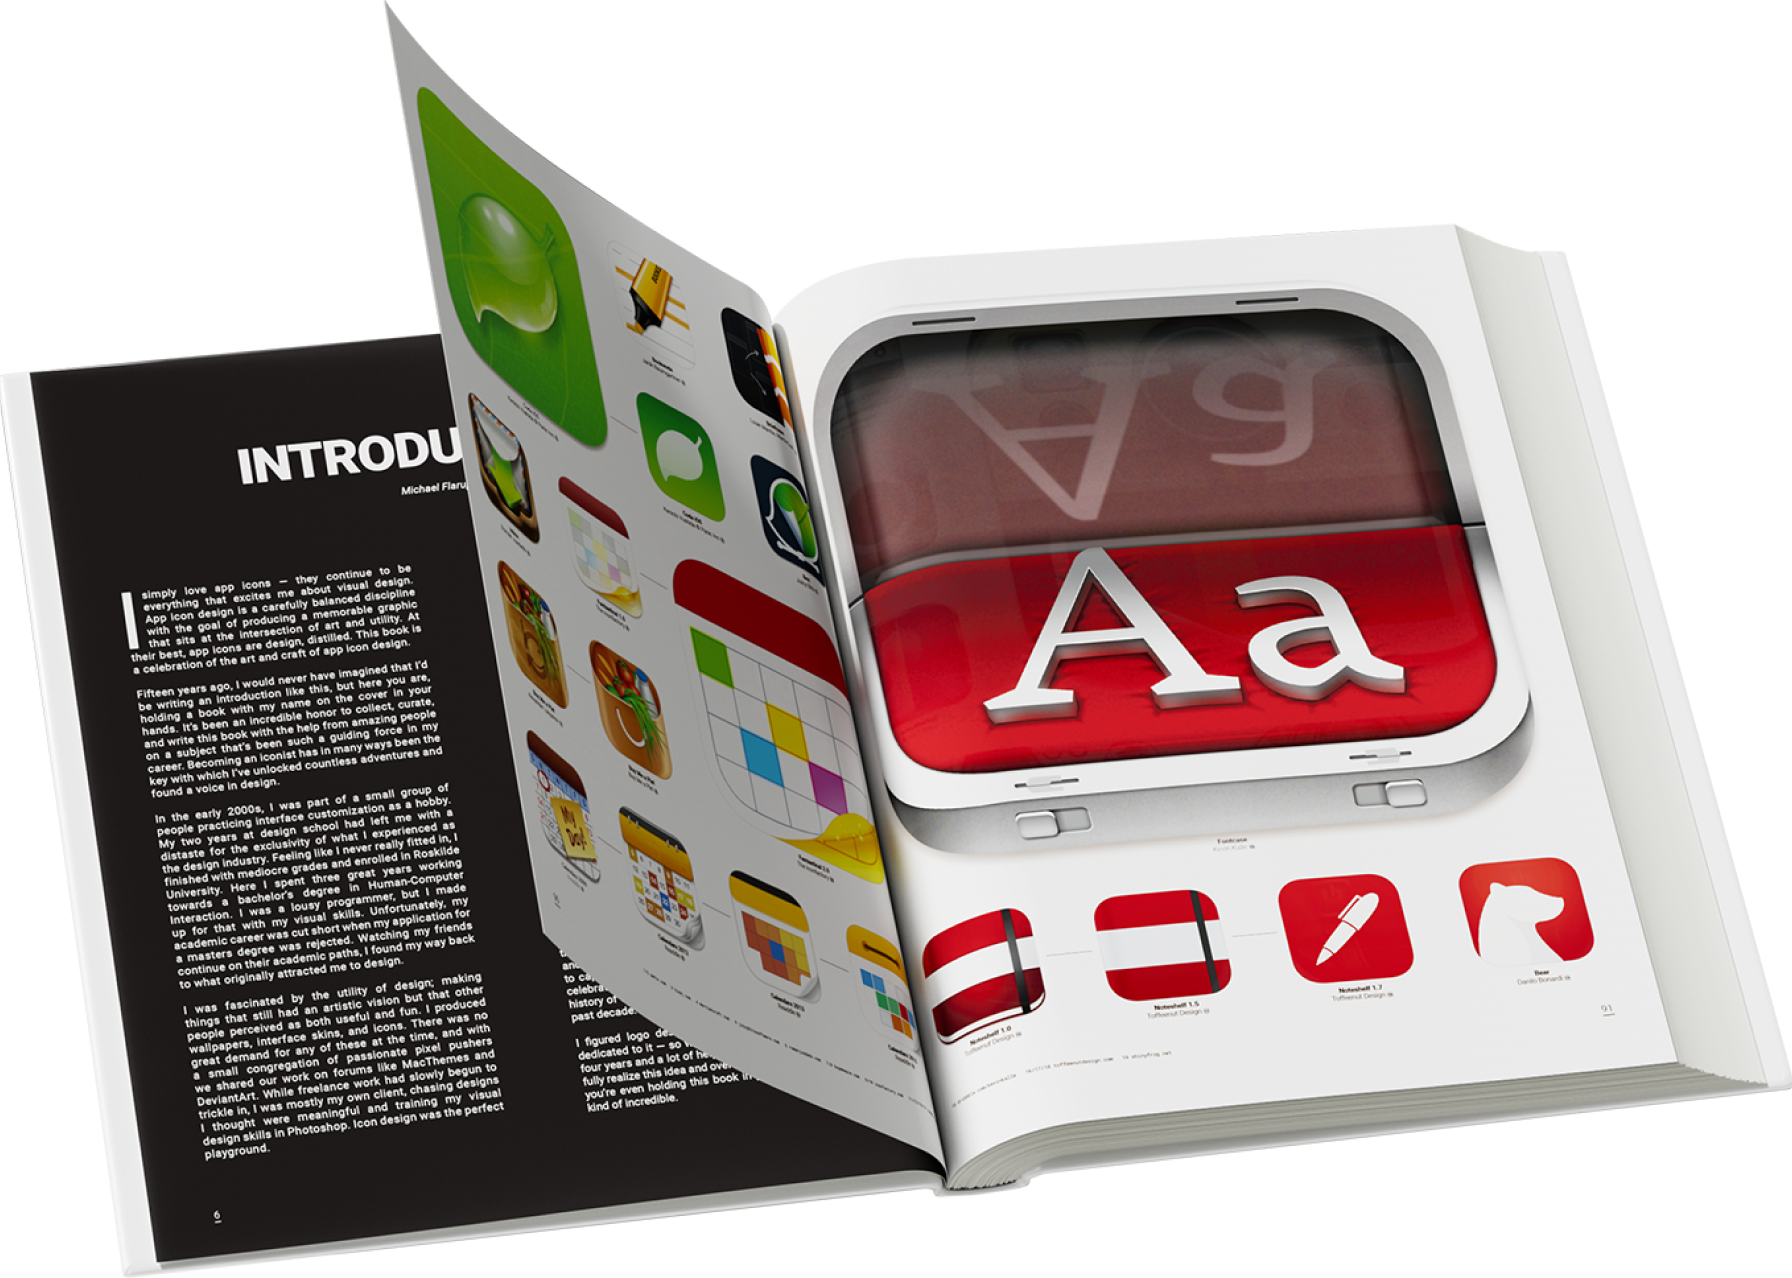 INTRODU
Michael Flaru
I simply love app icons — they continue to be
everything that excites me about visual design.
App icon design is a carefully balanced discipline
with the goal of producing a memorable graphic
that sits at the intersection of art and utility. At
their best, app icons are design, distilled. This book is
a celebration of the art and craft of app icon design.
Fifteen years ago, I would never have imagined that I'd
be writing an introduction like this, but here you are,
holding a book with my name on the cover in your
hands. It's been an incredible honor to collect, curate,
and write this book with the help from amazing people
on a subject that's been such a guiding force in my
career. Becoming an iconist has in many ways been the
key with which I've unlocked countless adventures and
found a voice in design.
In the early 2000s, I was part of a small group of
people practicing interface customization as a hobby.
My two years at design school had left me with a
distaste for the exclusivity of what I experienced as
the design industry. Feeling like I never really fitted in, I
finished with mediocre grades and enrolled in Roskilde
University. Here I spent three great years working
towards a bachelor's degree in Human-Computer
Interaction. I was a lousy programmer, but I made
up for that with my visual skills. Unfortunately, my
academic career was cut short when my application for
a masters degree was rejected. Watching my friends
continue on their academic paths, I found my way back
to what originally attracted me to design.
I was fascinated by the utility of design; making
things that still had an artistic vision but that other
people perceived as both useful and fun. I produced
wallpapers, interface skins, and icons. There was no
great demand for any of these at the time, and with
a small congregation of passionate pixel pushers
we shared our work on forums like MacThemes and
DeviantArt. While freelance work had slowly begun to
trickle in, I was mostly my own client, chasing designs
I thought were meaningful and training my visual
design skills in Photoshop. Icon design was the perfect
playground.
6
and
to ca
celebra
history of
past decade.
I figured logo de
dedicated to it — so
four years and a lot of he
fully realize this idea and ove
you're even holding this book in
kind of incredible.
My
Day!
Aa
Fontcase
Noteshelf 1.0
Toffeenut Design
Noteshelf 1.5
Toffeenut Design
Noteshelf 1.7
Toffeenut Design
Bear
Danilo Bonardi
91